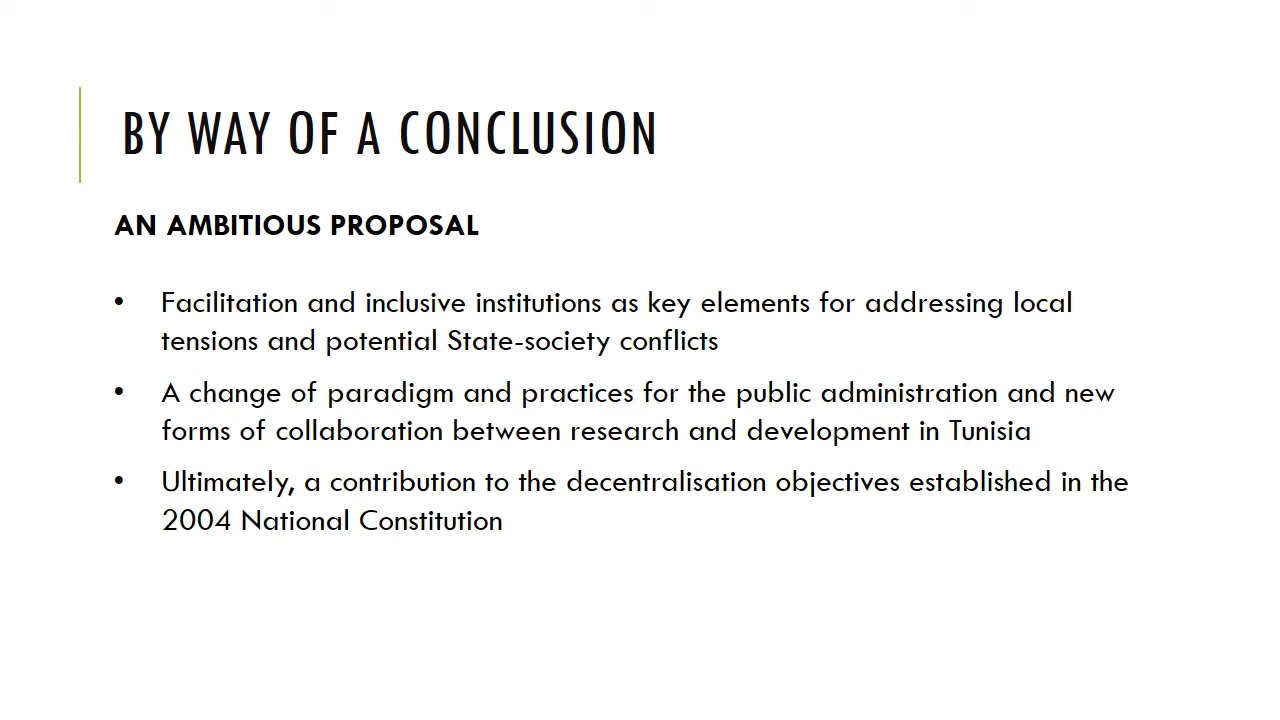 BY WAY OF A CONCLUSION
AN AMBITIOUS PROPOSAL
• Facilitation and inclusive institutions as key elements for addressing local
tensions and potential State-society conflicts
• A change of paradigm and practices for the public administration and new
forms of collaboration between research and development in Tunisia
• Ultimately, a contribution to the decentralisation objectives established in the
2004 National Constitution